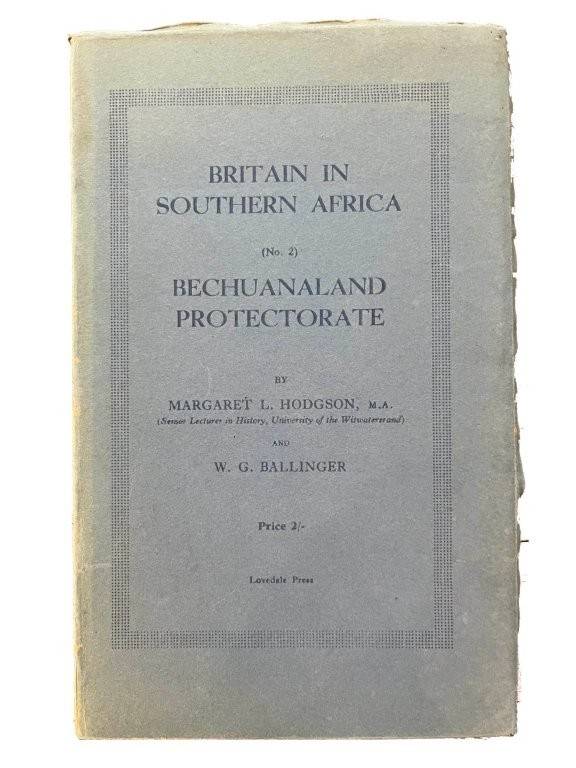 BRITAIN IN
SOUTHERN AFRICA
(No. 2)
BECHUANALAND
PROTECTORATE
BY
MARGARET L. HODGSON, M.A.
(Senior Lecturer in History, University of the Witwatersrand)
AND
W. G. BALLINGER
Price 2/-
Lovedale Press